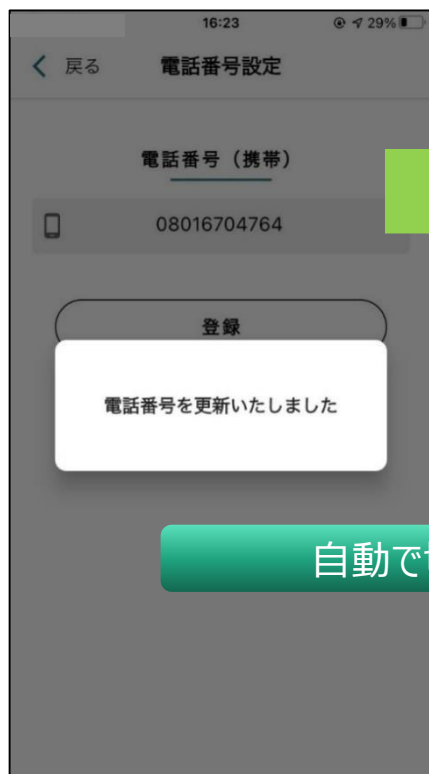 16:23
29%
戻る
電話番号設定
電話番号（携帯）
08016704764
登録
電話番号を更新いたしました
自動で